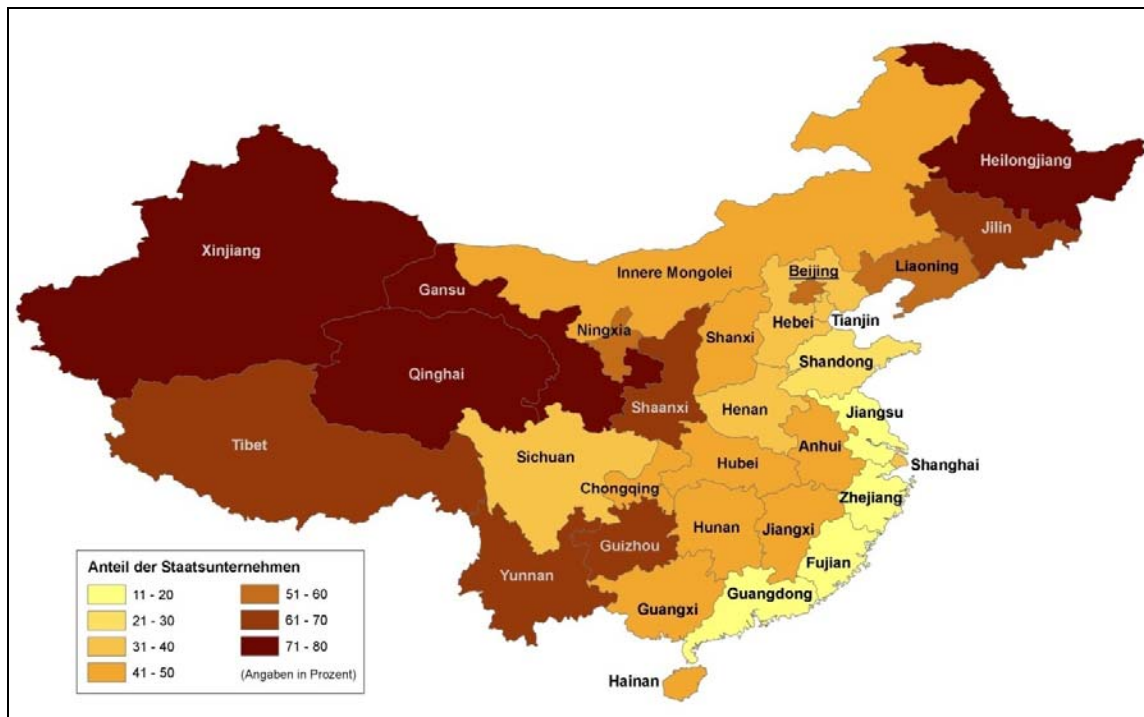 Heilongjiang
Jilin
Xinjiang
Liaoning
Innere Mongolei
Beijing
Gansu
Tianjin
Ningxia
Hebei
Shanxi
Shandong
Qinghai
Shaanxi
Henan
Jiangsu
Tibet
Anhui
Sichuan
Hubei
Shanghai
Chongqing
Zhejiang
Hunan
Jiangxi
Guizhou
Fujian
Yunnan
Guangdong
Guangxi
Hainan
Anteil der Staatsunternehmen
11 - 20
21 - 30
31 - 40
41 - 50
51 - 60
61 - 70
71 - 80
(Angaben in Prozent)